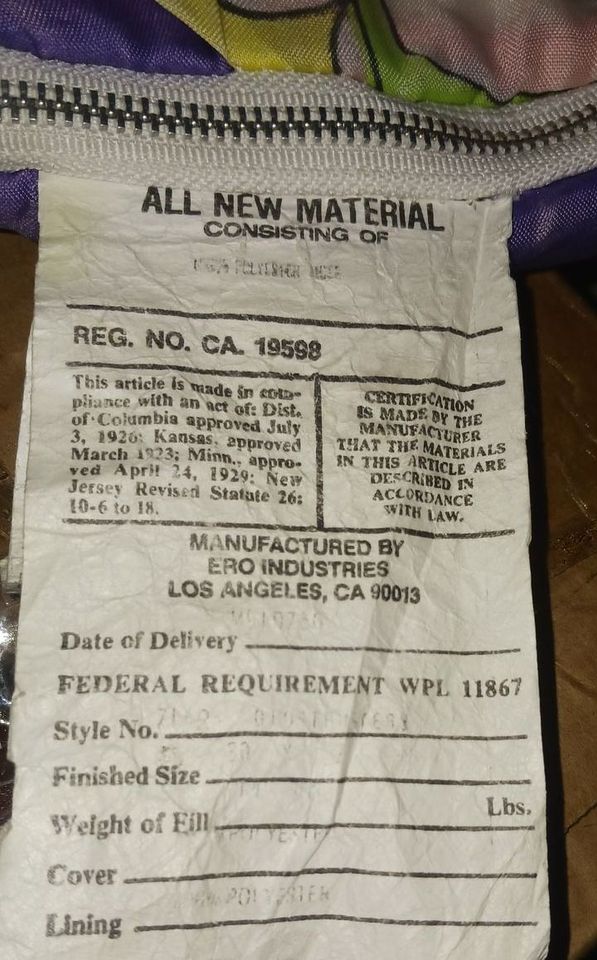 ALL NEW MATERIAL
CONSISTING OF
POLYESTER
REG. NO. CA. 19598
This article is made in com-
pliance with an act of: Dist.
of Columbia approved July
3, 1926; Kansas, approved
March 1923; Minn., appro-
ved April 24, 1929; New
Jersey Revised Statute 26:
10-6 to 18.
CERTIFICATION
IS MADE BY THE
MANUFACTURER
THAT THE MATERIALS
IN THIS ARTICLE ARE
DESCRIBED IN
ACCORDANCE
WITH LAW.
MANUFACTURED BY
ERO INDUSTRIES
LOS ANGELES, CA 90013
Date of Delivery
FEDERAL REQUIREMENT WPL 11867
Style No.
Finished Size
Lbs.
Weight of Fill
Cover
POLYESTER
Lining